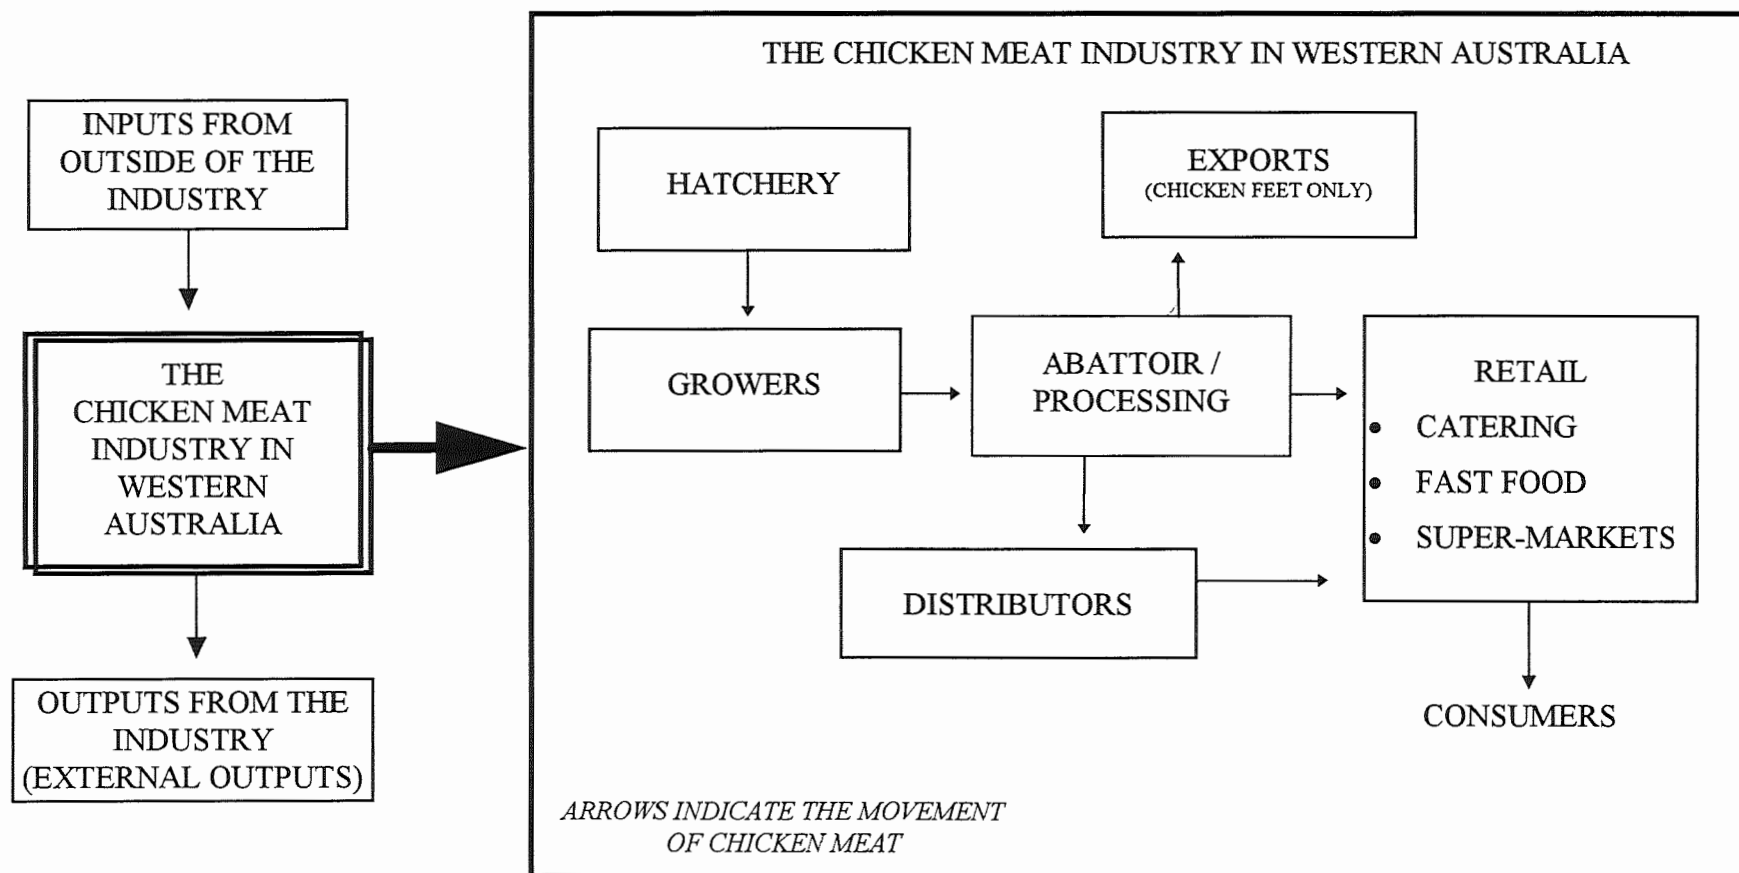 INPUTS FROM
OUTSIDE OF THE
INDUSTRY
THE
CHICKEN MEAT
INDUSTRY IN
WESTERN
AUSTRALIA
OUTPUTS FROM THE
INDUSTRY
(EXTERNAL OUTPUTS)
THE CHICKEN MEAT INDUSTRY IN WESTERN AUSTRALIA
HATCHERY
EXPORTS
(CHICKEN FEET ONLY)
GROWERS
ABATTOIR /
PROCESSING
RETAIL
• CATERING
• FAST FOOD
• SUPER-MARKETS
DISTRIBUTORS
CONSUMERS
ARROWS INDICATE THE MOVEMENT
OF CHICKEN MEAT